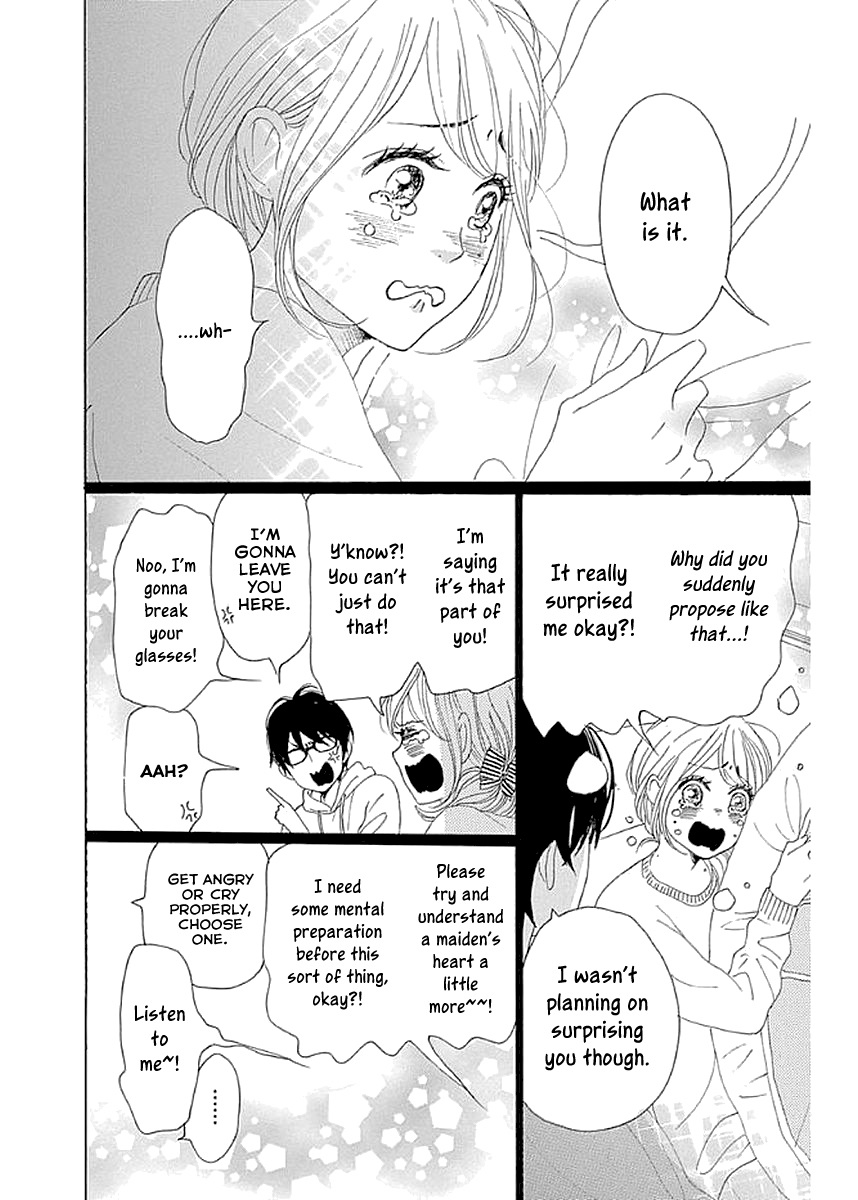 What
is it.
....wh-
Why did you
suddenly
propose like
that...!
It really
surprised
me okay?!
I wasn't
planning on
surprising
you though.
I'm
saying
it's that
part of
you!
Y'know?!
You can't
just do
that!
I'M
GONNA
LEAVE
YOU
HERE.
Noo, I'm
gonna
break
your
glasses!
AAH?
Please
try and
understand
a maiden's
heart a
little
more~~!
I need
some mental
preparation
before this
sort of thing,
okay?!
GET ANGRY
OR CRY
PROPERLY,
CHOOSE
ONE.
Listen
to
me~!
......